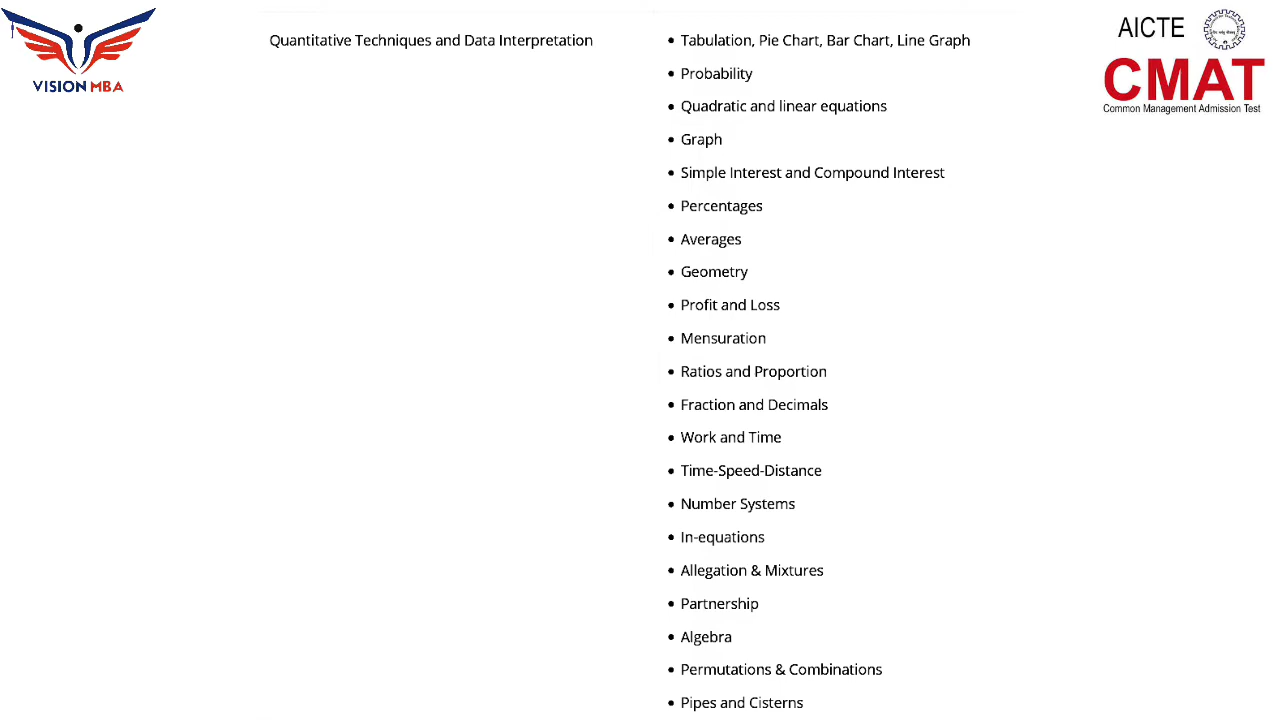 VISION MBA
AICTE
CMAT
Common Management Admission Test
Quantitative Techniques and Data Interpretation
• Tabulation, Pie Chart, Bar Chart, Line Graph
• Probability
• Quadratic and linear equations
• Graph
• Simple Interest and Compound Interest
• Percentages
• Averages
• Geometry
• Profit and Loss
• Mensuration
• Ratios and Proportion
• Fraction and Decimals
• Work and Time
• Time-Speed-Distance
• Number Systems
• In-equations
• Allegation & Mixtures
• Partnership
• Algebra
• Permutations & Combinations
• Pipes and Cisterns